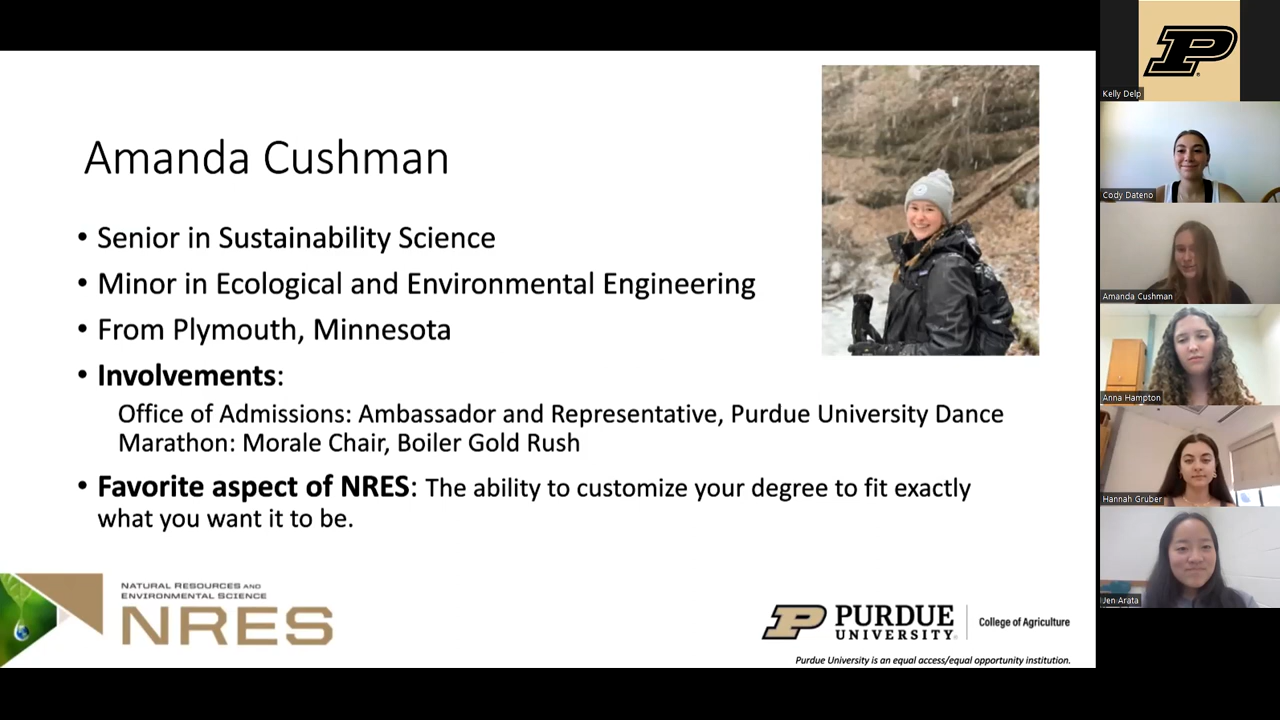 Amanda Cushman
• Senior in Sustainability Science
• Minor in Ecological and Environmental Engineering
• From Plymouth, Minnesota
• Involvements:
Office of Admissions: Ambassador and Representative, Purdue University Dance
Marathon: Morale Chair, Boiler Gold Rush
• Favorite aspect of NRES: The ability to customize your degree to fit exactly
what you want it to be.
NATURAL RESOURCES AND
ENVIRONMENTAL SCIENCE
NRES
P PURDUE
UNIVERSITY®
College of Agriculture
Purdue University is an equal access/equal opportunity institution.
P
Kelly Delp
Cody Dateno
Amanda Cushman
Anna Hampton
Hannah Gruber
Jen Arata